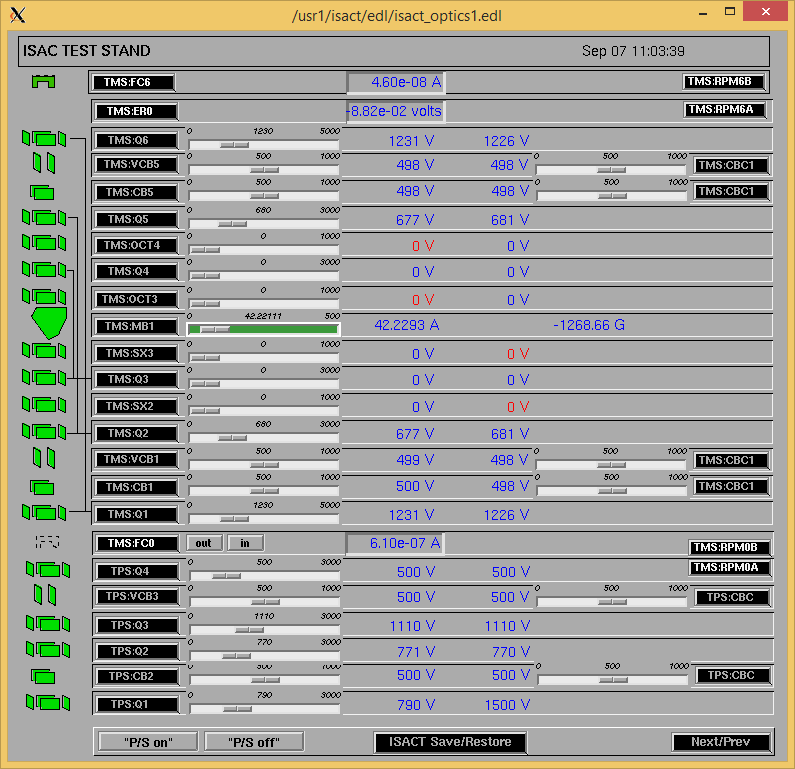 /usr1/isact/edl/isact_optics1.edl
ISAC TEST STAND Sep 07 11:03:39
TMS:FC6 4.60e-08 A TMS:RPM6B
TMS:ER0 -8.82e-02 volts TMS:RPM6A
TMS:Q6 0 1230 5000 1231 V 1226 V
TMS:VCB5 0 500 1000 498 V 498 V 0 500 1000 TMS:CBC1
TMS:CB5 0 500 1000 498 V 498 V 0 500 1000 TMS:CBC1
TMS:Q5 0 680 3000 677 V 681 V
TMS:OCT4 0 0 1000 0 V 0 V
TMS:Q4 0 0 3000 0 V 0 V
TMS:OCT3 0 0 1000 0 V 0 V
TMS:MB1 0 42.22111 500 42.2293 A -1268.66 G
TMS:SX3 0 0 1000 0 V 0 V
TMS:Q3 0 0 3000 0 V 0 V
TMS:SX2 0 0 1000 0 V 0 V
TMS:Q2 0 680 3000 677 V 681 V
TMS:VCB1 0 500 1000 499 V 498 V 0 500 1000 TMS:CBC1
TMS:CB1 0 500 1000 500 V 498 V 0 500 1000 TMS:CBC1
TMS:Q1 0 1230 5000 1231 V 1226 V
TMS:FC0 out in 6.10e-07 A TMS:RPM0B
TPS:Q4 0 500 3000 500 V 500 V TMS:RPM0A
TPS:VCB3 0 500 1000 500 V 500 V 0 500 1000 TPS:CBC
TPS:Q3 0 1110 3000 1110 V 1110 V
TPS:Q2 0 770 3000 771 V 770 V
TPS:CB2 0 500 1000 500 V 500 V 0 500 1000 TPS:CBC
TPS:Q1 0 790 3000 790 V 1500 V
"P/S on" "P/S off" ISACT Save/Restore Next/Prev